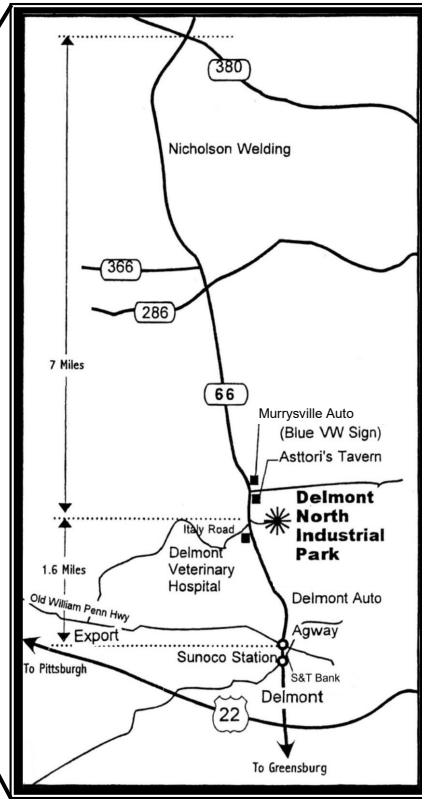 380
Nicholson Welding
366
286
7 Miles
66
Murrysville Auto
(Blue VW Sign)
Asttori's Tavern
Delmont
North
Industrial
Park
Italy Road
1.6 Miles
Delmont
Veterinary
Hospital
Old William Penn Hwy
Delmont Auto
Export
Agway
Sunoco Station
To Pittsburgh
S&T Bank
Delmont
22
To Greensburg